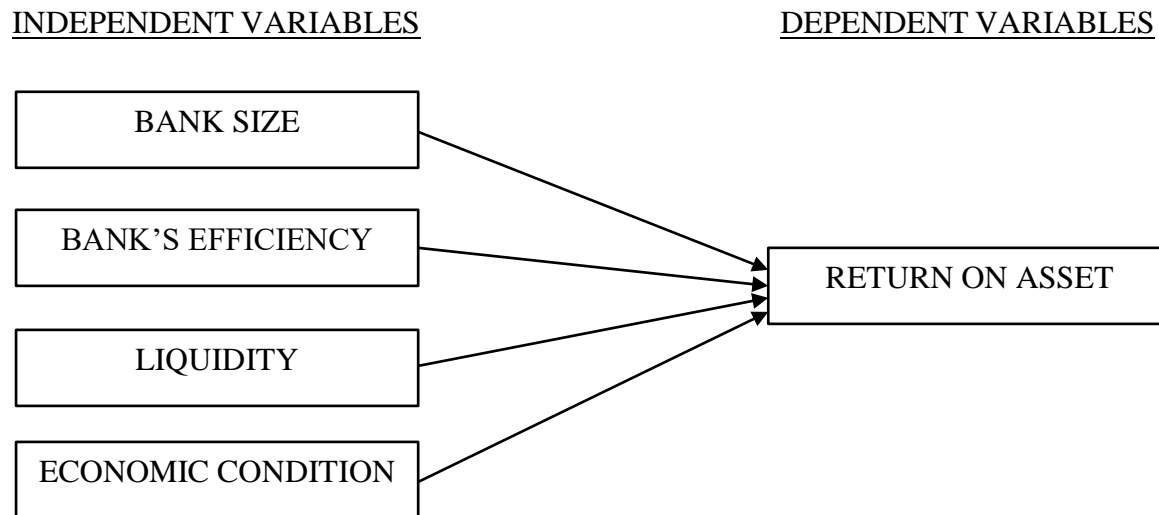 INDEPENDENT VARIABLES
DEPENDENT VARIABLES
BANK SIZE
BANK’S EFFICIENCY
RETURN ON ASSET
LIQUIDITY
ECONOMIC CONDITION